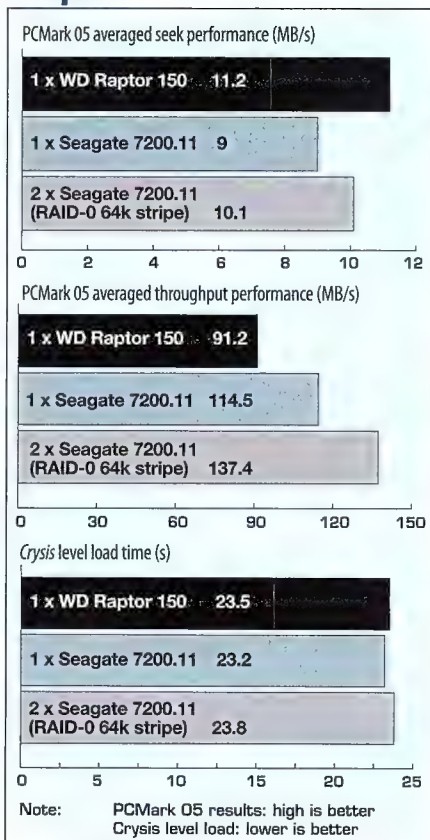 PCMark 05 averaged seek performance (MB/s)
1 x WD Raptor 150 11.2
1 x Seagate 7200.11 9
2 x Seagate 7200.11
(RAID-0 64k stripe) 10.1
0 2 4 6 8 10 12
PCMark 05 averaged throughput performance (MB/s)
1 x WD Raptor 150 91.2
1 x Seagate 7200.11 114.5
2 x Seagate 7200.11
(RAID-0 64k stripe) 137.4
0 30 60 90 120 150
Crysis level load time (s)
1 x WD Raptor 150 23.5
1 x Seagate 7200.11 23.2
2 x Seagate 7200.11
(RAID-0 64k stripe) 23.8
0 5 10 15 20 25
Note: PCMark 05 results: high is better
Crysis level load: lower is better